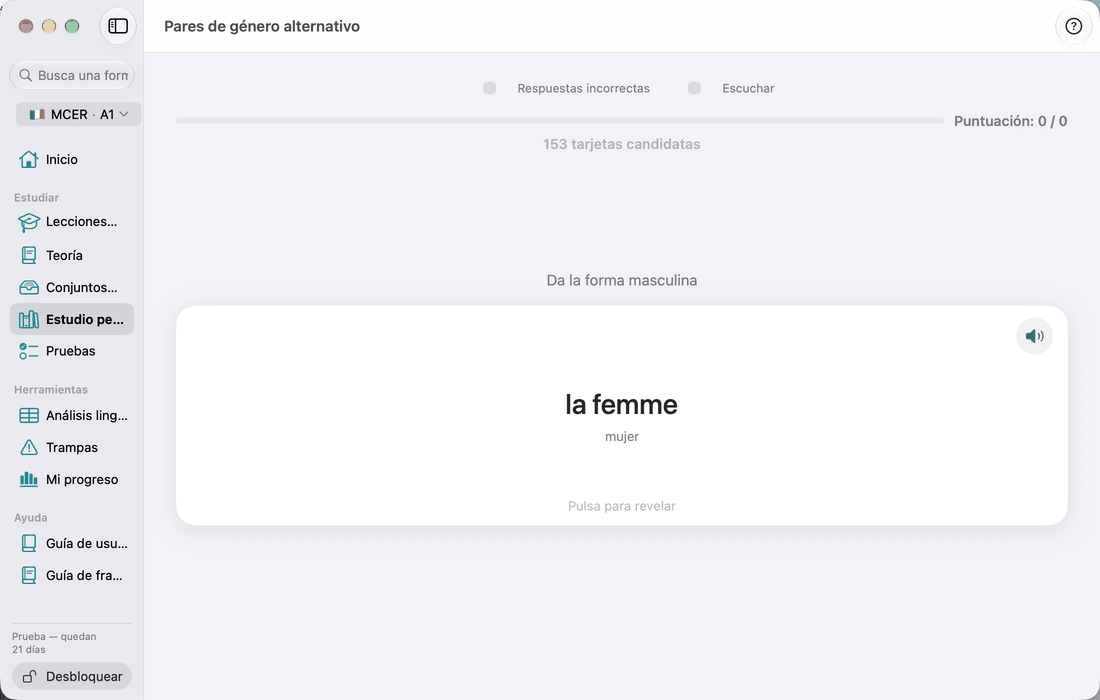 Pares de género alternativo
Busca una forn
MCER · A1
Inicio
Estudiar
Lecciones...
Teoría
Conjuntos...
Estudio pe...
Pruebas
Herramientas
Análisis ling...
Trampas
Mi progreso
Ayuda
Guía de usu...
Guía de fra...
Prueba — quedan
21 días
Desbloquear
Respuestas incorrectas
Escuchar
Puntuación: 0 / 0
153 tarjetas candidatas
Da la forma masculina
la femme
mujer
Pulsa para revelar